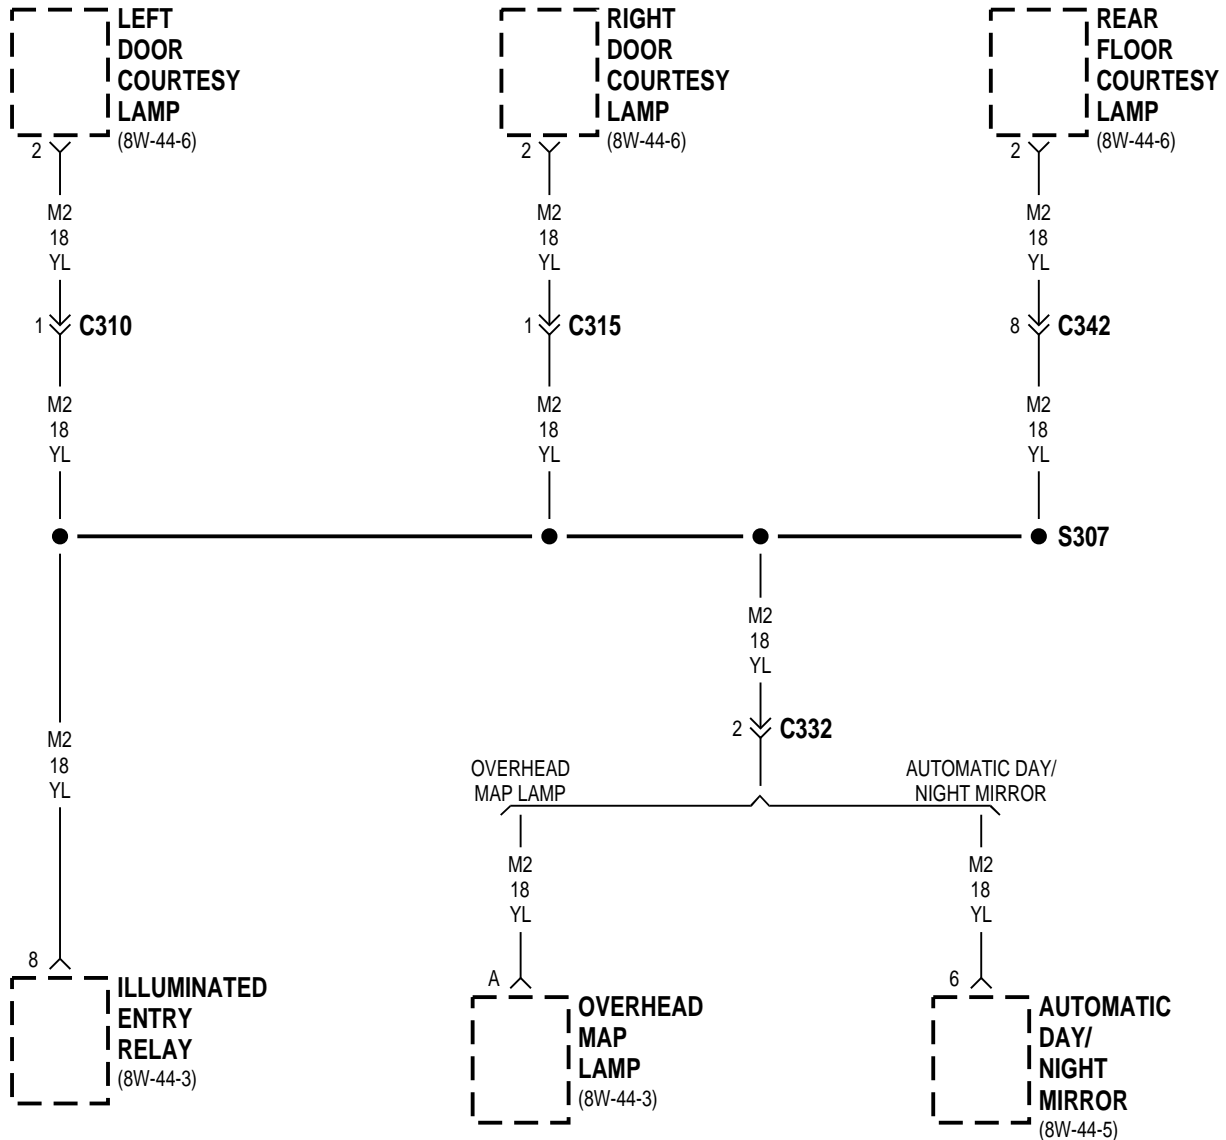 LEFT
DOOR
COURTESY
LAMP
(8W-44-6)
2
M2
18
YL
1
C310
M2
18
YL
RIGHT
DOOR
COURTESY
LAMP
(8W-44-6)
2
M2
18
YL
1
C315
M2
18
YL
REAR
FLOOR
COURTESY
LAMP
(8W-44-6)
2
M2
18
YL
8
C342
M2
18
YL
S307
M2
18
YL
8
ILLUMINATED
ENTRY
RELAY
(8W-44-3)
M2
18
YL
2
C332
OVERHEAD
MAP LAMP
M2
18
YL
A
OVERHEAD
MAP
LAMP
(8W-44-3)
AUTOMATIC DAY/
NIGHT MIRROR
M2
18
YL
6
AUTOMATIC
DAY/
NIGHT
MIRROR
(8W-44-5)